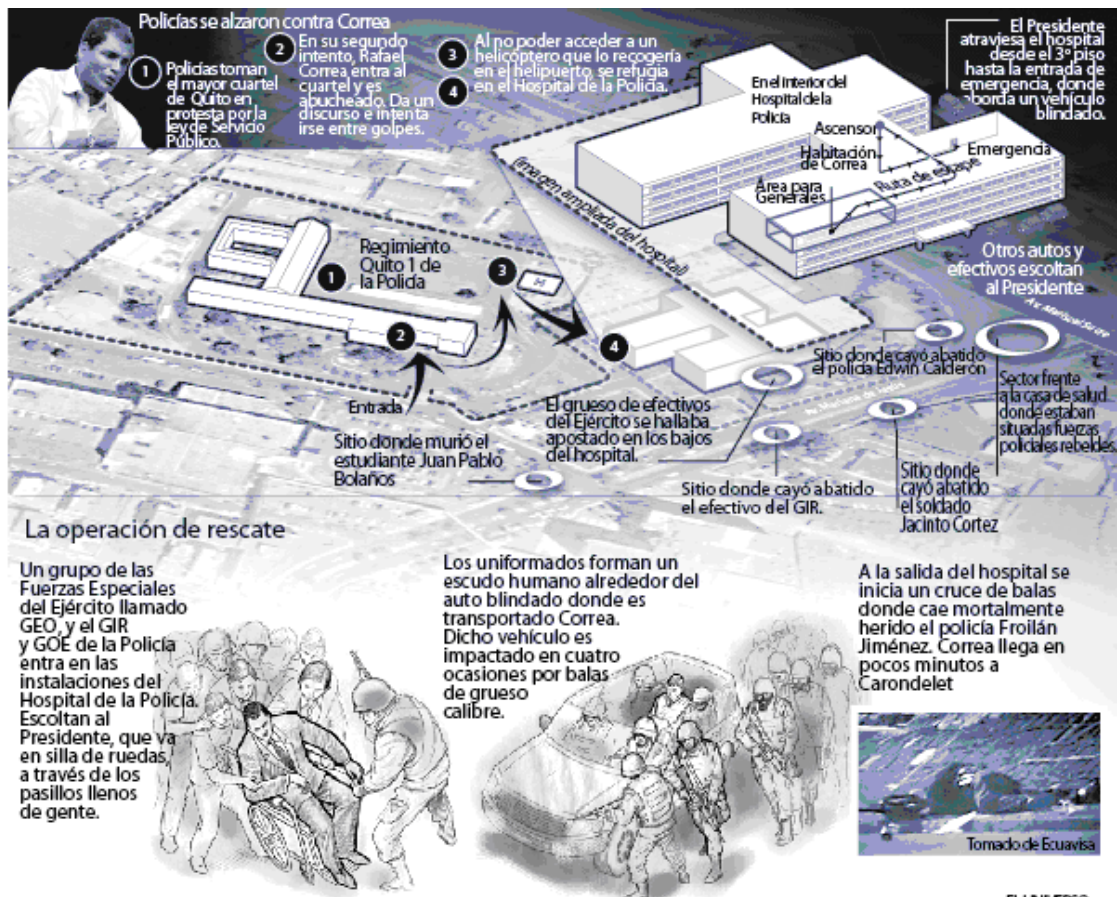 Policías se alzaron contra Correa
1
Policías toman
el mayor cuartel
de Quito en
protesta por la
ley de Servicio
Público.
2
En su segundo
intento, Rafael
Correa entra al
cuartel y es
abucheado. Da un
discurso e intenta
irse entre golpes.
3
4
Al no poder acceder a un
helicóptero que lo recogería
en el helipuerto, se refugia
en el Hospital de la Policía.
El Presidente
atraviesa el hospital
desde el 3º piso
hasta la entrada de
emergencia, donde
aborda un vehículo
blindado.
En el interior del
Hospital de la
Policía
Ascensor
Habitación
de Correa
Emergencia
Ruta de escape
Área para
Generales
(Imagen ampliada del hospital)
Otros autos y
efectivos escoltan
al Presidente
Av. Mariscal Sucre
Regimiento
Quito 1 de
la Policía
1
2
3
H
4
Entrada
Sitio donde murió el
estudiante Juan Pablo
Bolaños
El grueso de efectivos
del Ejército se hallaba
apostado en los bajos
del hospital.
Sitio donde cayó abatido
el policía Edwin Calderón
Av. Mariana de Jesús
Sitio donde cayó abatido
el efectivo del GIR.
Sitio donde
cayó abatido
el soldado
Jacinto Cortez
Sector frente
a la casa de salud
donde estaban
situadas fuerzas
policiales rebeldes.
La operación de rescate
Un grupo de las
Fuerzas Especiales
del Ejército llamado
GEO, y el GIR
y GOE de la Policía
entra en las
instalaciones del
Hospital de la Policía.
Escoltan al
Presidente, que va
en silla de ruedas,
a través de los
pasillos llenos
de gente.
Los uniformados forman un
escudo humano alrededor del
auto blindado donde es
transportado Correa.
Dicho vehículo es
impactado en cuatro
ocasiones por balas
de grueso
calibre.
A la salida del hospital se
inicia un cruce de balas
donde cae mortalmente
herido el policía Froilán
Jiménez. Correa llega en
pocos minutos a
Carondelet
Tomado de Ecuavisa